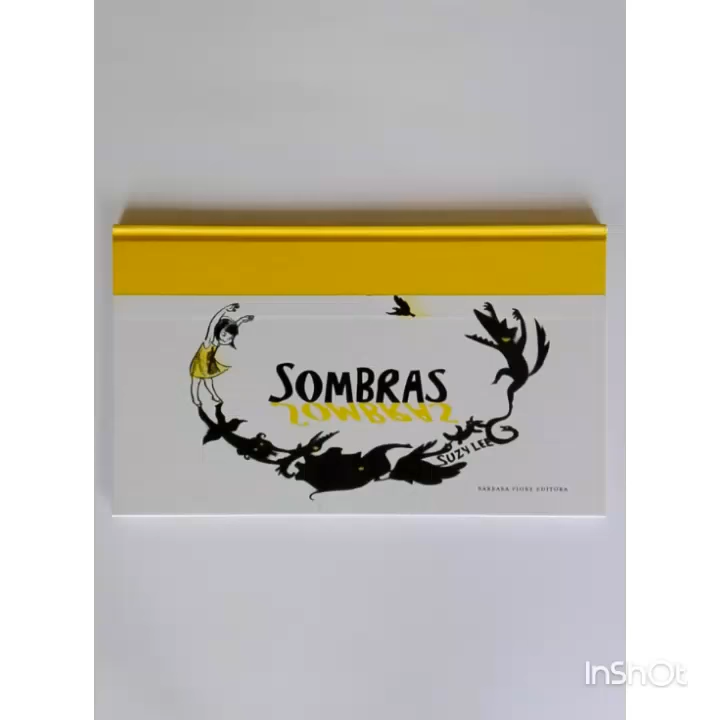 SOMBRAS
SOMBRAS
SUZY LEE
BARBARA FIORE EDITORA
InShOt